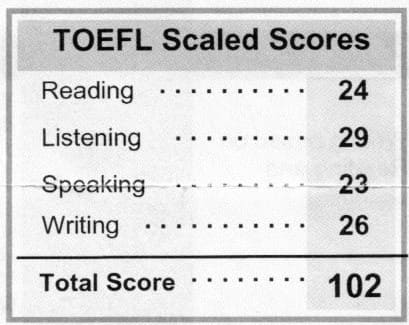 TOEFL Scaled Scores
Reading .......... 24
Listening ......... 29
Speaking ......... 23
Writing ........... 26
Total Score ........ 102